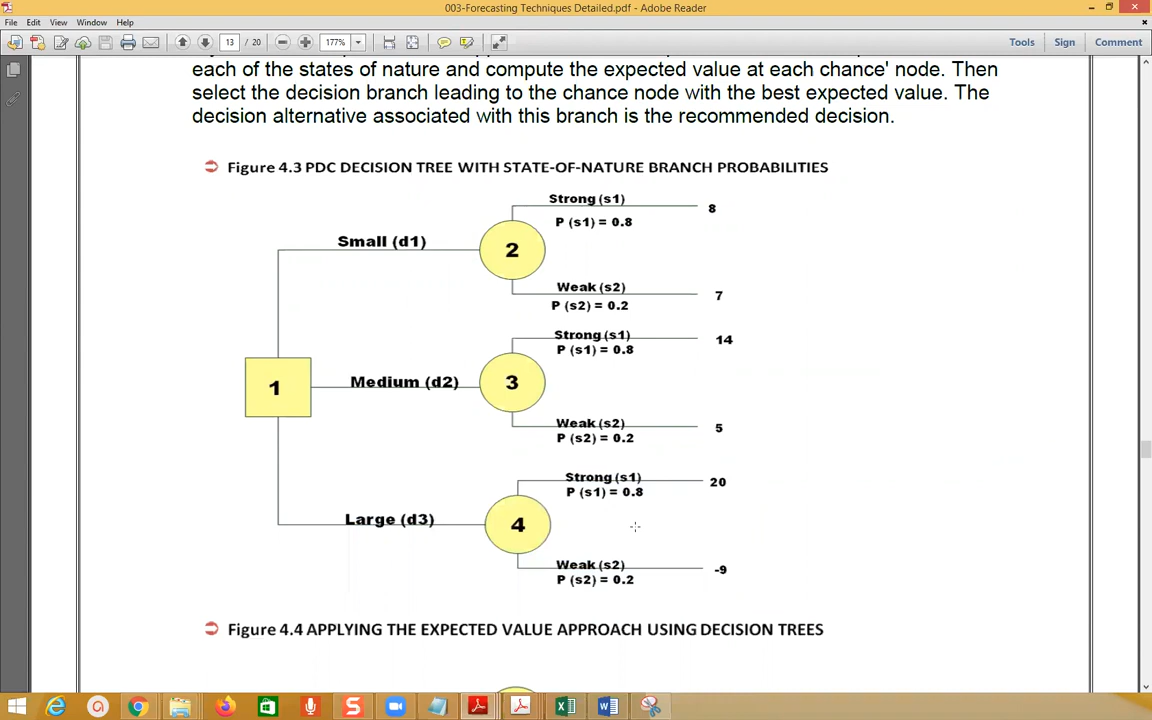 003-Forecasting Techniques Detailed.pdf - Adobe Reader
File Edit View Window Help
13 / 20 177% Tools Sign Comment
each of the states of nature and compute the expected value at each chance' node. Then
select the decision branch leading to the chance node with the best expected value. The
decision alternative associated with this branch is the recommended decision.
Figure 4.3 PDC DECISION TREE WITH STATE-OF-NATURE BRANCH PROBABILITIES
Strong (s1)
8
P (s1) = 0.8
Small (d1)
2
Weak (s2)
7
P (s2) = 0.2
Strong (s1)
14
P (s1) = 0.8
1
Medium (d2)
3
Weak (s2)
5
P (s2) = 0.2
Strong (s1)
20
P (s1) = 0.8
Large (d3)
4
Weak (s2)
-9
P (s2) = 0.2
Figure 4.4 APPLYING THE EXPECTED VALUE APPROACH USING DECISION TREES